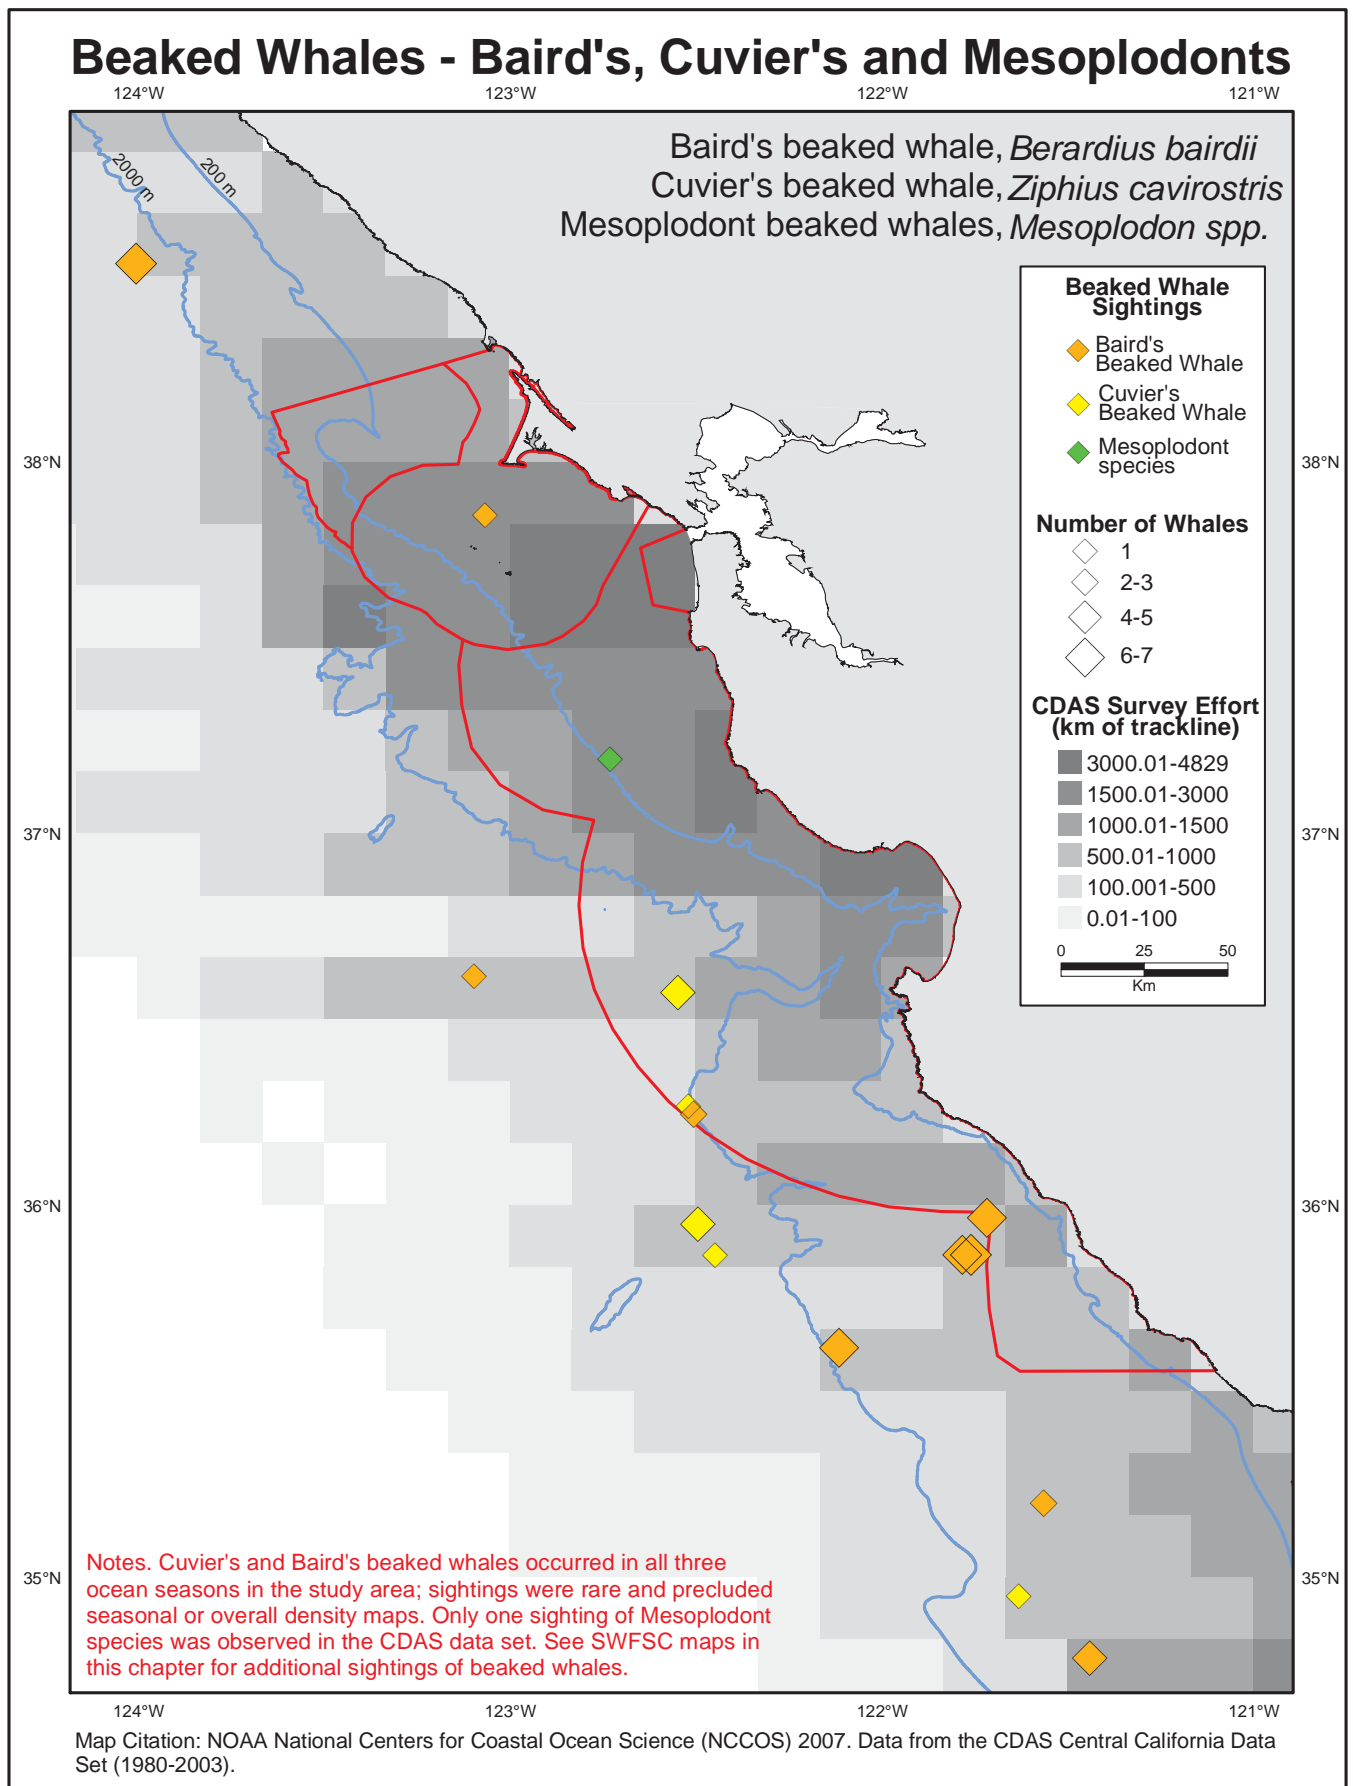 Beaked Whales - Baird's, Cuvier's and Mesoplodonts
124°W 123°W 122°W 121°W
Baird's beaked whale, Berardius bairdii
Cuvier's beaked whale, Ziphius cavirostris
Mesoplodont beaked whales, Mesoplodon spp.
2000 m
200 m
Beaked Whale
Sightings
Baird's
Beaked Whale
Cuvier's
Beaked Whale
Mesoplodont
species
Number of Whales
1
2-3
4-5
6-7
CDAS Survey Effort
(km of trackline)
3000.01-4829
1500.01-3000
1000.01-1500
500.01-1000
100.001-500
0.01-100
0 25 50
Km
38°N 38°N
37°N 37°N
36°N 36°N
35°N 35°N
Notes. Cuvier's and Baird's beaked whales occurred in all three
ocean seasons in the study area; sightings were rare and precluded
seasonal or overall density maps. Only one sighting of Mesoplodont
species was observed in the CDAS data set. See SWFSC maps in
this chapter for additional sightings of beaked whales.
124°W 123°W 122°W 121°W
Map Citation: NOAA National Centers for Coastal Ocean Science (NCCOS) 2007. Data from the CDAS Central California Data
Set (1980-2003).